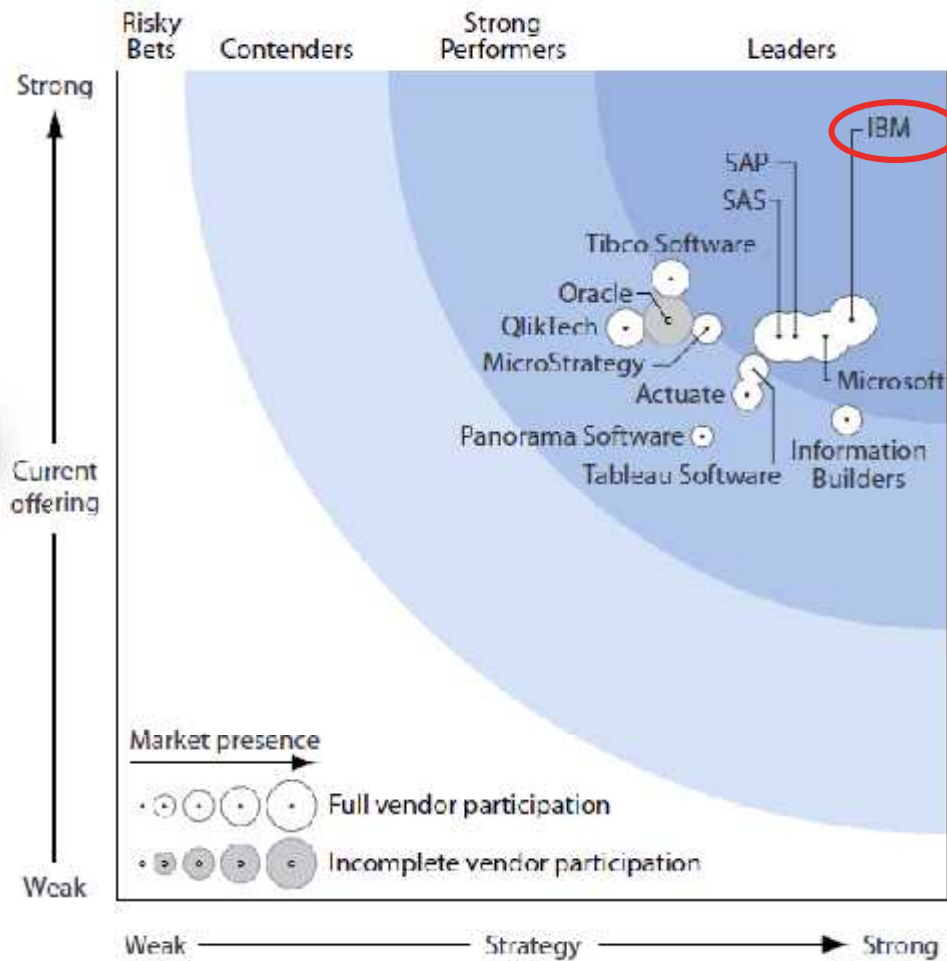 Risky
Bets
Contenders
Strong
Performers
Leaders
Strong
IBM
SAP
SAS
Tibco Software
Oracle
QlikTech
MicroStrategy
Microsoft
Actuate
Panorama Software
Information
Builders
Tableau Software
Current
offering
Market presence
Full vendor participation
Incomplete vendor participation
Weak
Weak
Strategy
Strong